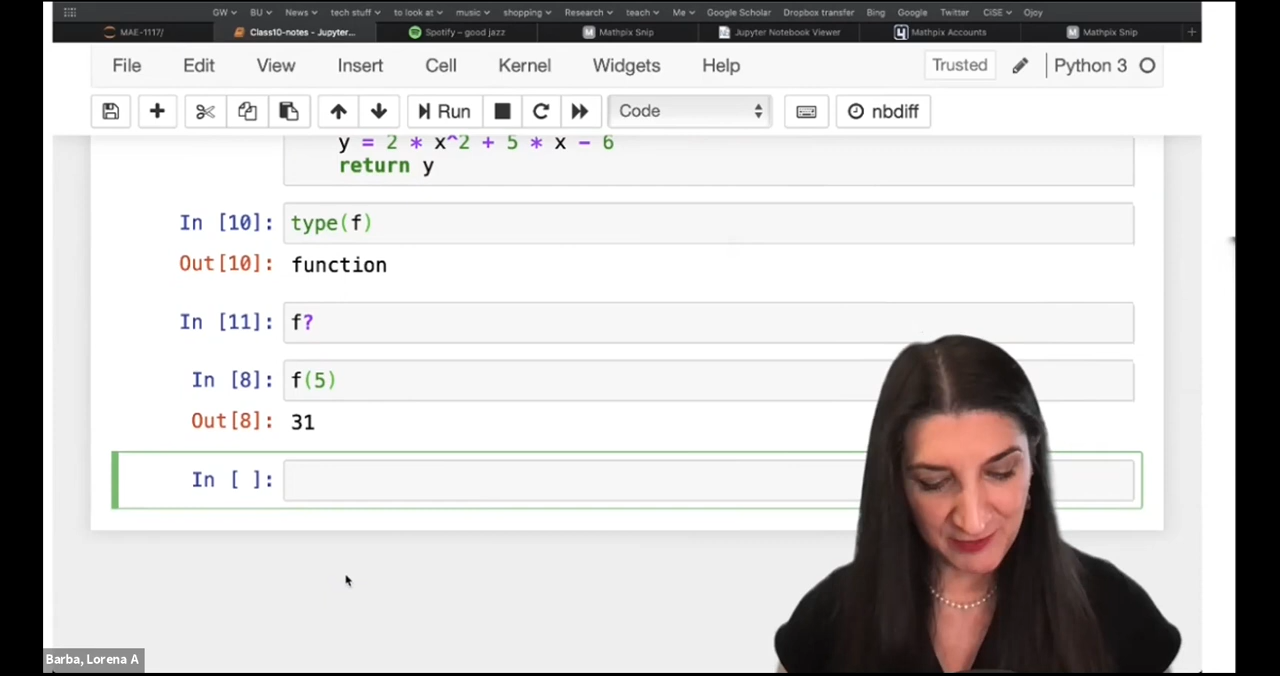 GW BU News tech stuff to look at music shopping Research teach Me Google Scholar Dropbox transfer Bing Google Twitter CISE Ojoy
MAE-1117/ Class10-notes - Jupyter... Spotify – good jazz Mathpix Snip Jupyter Notebook Viewer Mathpix Accounts Mathpix Snip
File Edit View Insert Cell Kernel Widgets Help Trusted Python 3
Run Code nbdiff
y = 2 * x^2 + 5 * x - 6
return y
In [10]: type(f)
Out[10]: function
In [11]: f?
In [8]: f(5)
Out[8]: 31
In [ ]:
Barba, Lorena A